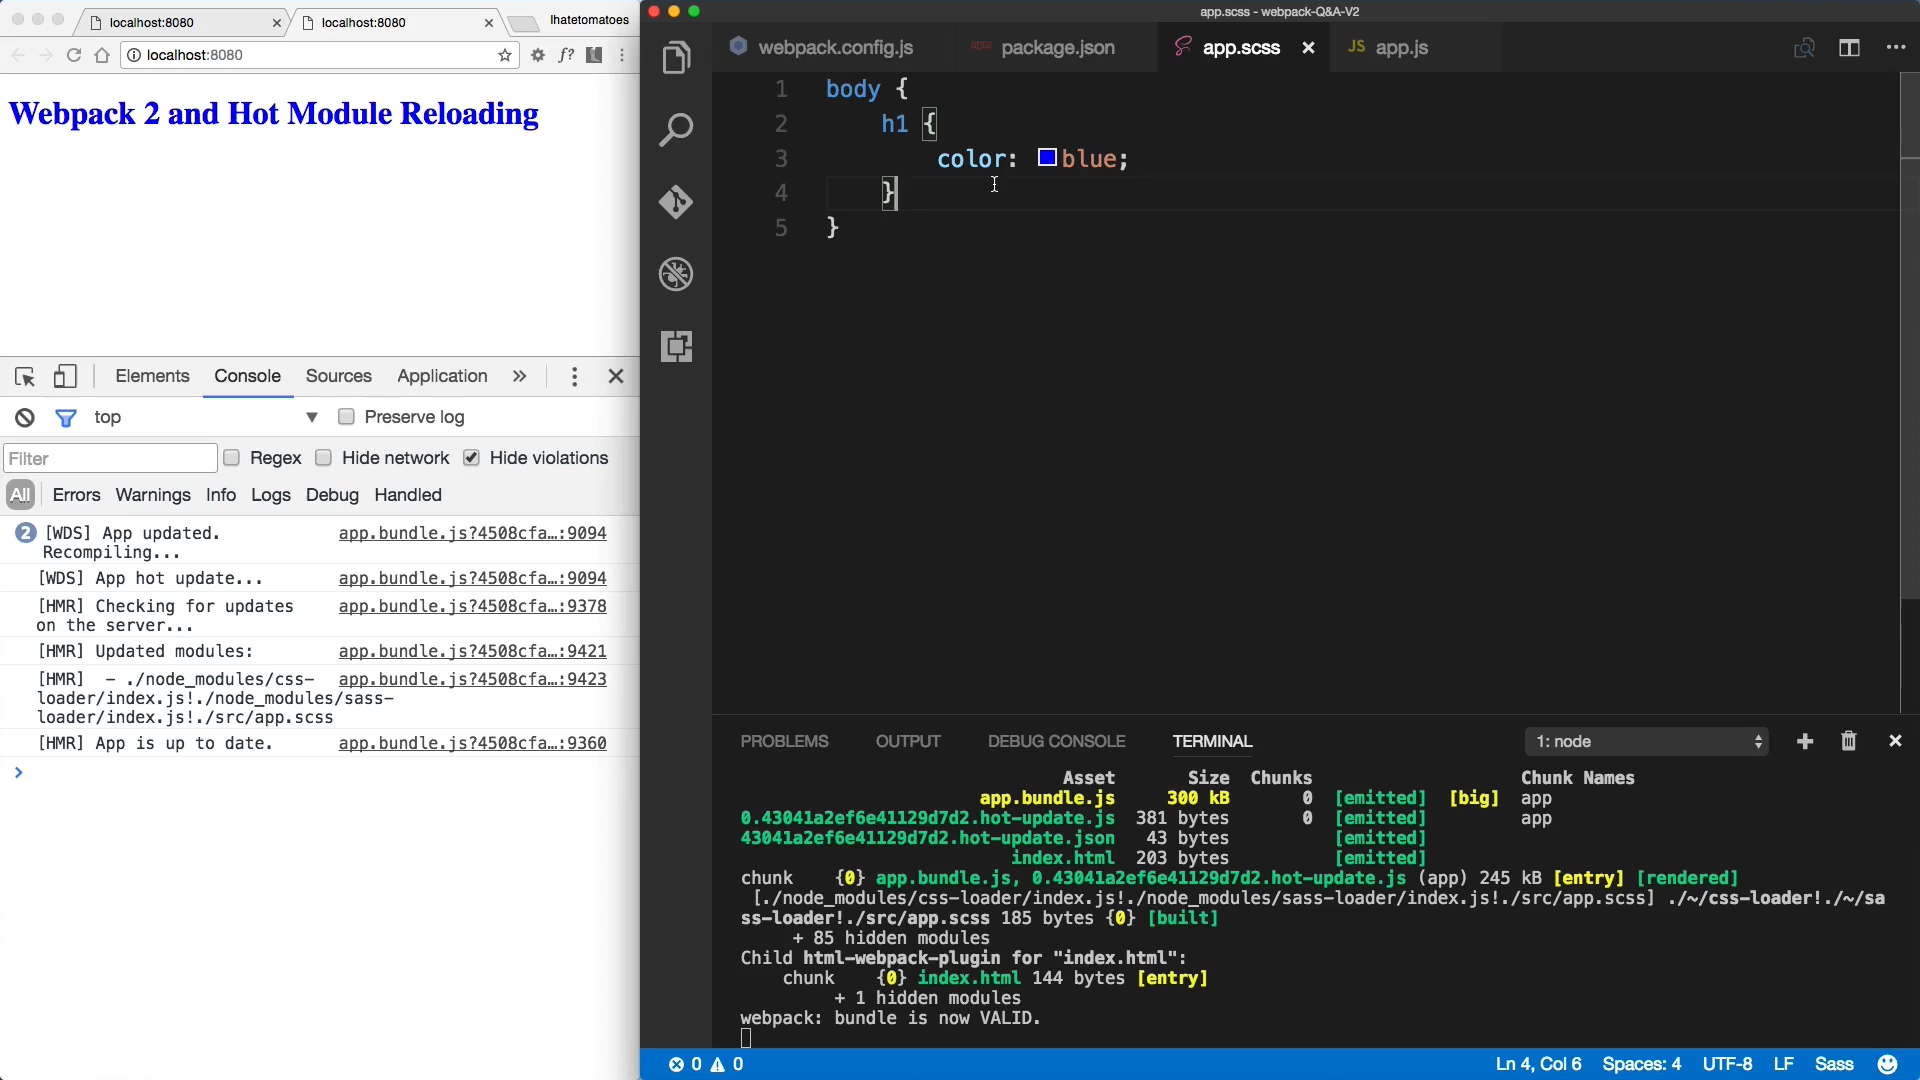 localhost:8080
localhost:8080
Ihatetomatoes
localhost:8080
Webpack 2 and Hot Module Reloading
Elements Console Sources Application »
top Preserve log
Filter Regex Hide network Hide violations
All Errors Warnings Info Logs Debug Handled
2 [WDS] App updated. app.bundle.js?4508cfa…:9094
Recompiling...
[WDS] App hot update... app.bundle.js?4508cfa…:9094
[HMR] Checking for updates app.bundle.js?4508cfa…:9378
on the server...
[HMR] Updated modules: app.bundle.js?4508cfa…:9421
[HMR]  - ./node_modules/css- app.bundle.js?4508cfa…:9423
loader/index.js!./node_modules/sass-
loader/index.js!./src/app.scss
[HMR] App is up to date. app.bundle.js?4508cfa…:9360
app.scss - webpack-Q&A-V2
webpack.config.js package.json app.scss JS app.js
1 body {
2 h1 {
3 color: blue;
4 }
5 }
PROBLEMS OUTPUT DEBUG CONSOLE TERMINAL 1: node
Asset Size Chunks Chunk Names
app.bundle.js 300 kB 0 [emitted] [big] app
0.43041a2ef6e41129d7d2.hot-update.js 381 bytes 0 [emitted] app
43041a2ef6e41129d7d2.hot-update.json 43 bytes [emitted]
index.html 203 bytes [emitted]
chunk {0} app.bundle.js, 0.43041a2ef6e41129d7d2.hot-update.js (app) 245 kB [entry] [rendered]
[./node_modules/css-loader/index.js!./node_modules/sass-loader/index.js!./src/app.scss] ./~/css-loader!./~/sa
ss-loader!./src/app.scss 185 bytes {0} [built]
+ 85 hidden modules
Child html-webpack-plugin for "index.html":
chunk {0} index.html 144 bytes [entry]
+ 1 hidden modules
webpack: bundle is now VALID.
0 0 Ln 4, Col 6 Spaces: 4 UTF-8 LF Sass